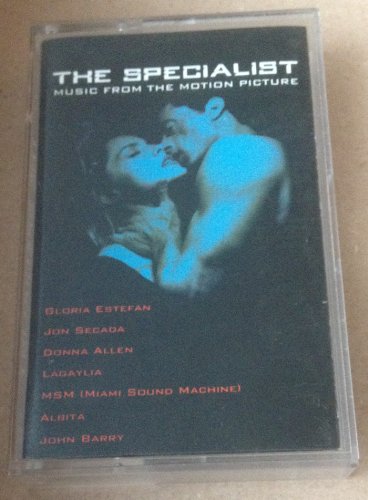 THE SPECIALIST
MUSIC FROM THE MOTION PICTURE
GLORIA ESTEFAN
JON SECADA
DONNA ALLEN
LAGAYLIA
MSM (MIAMI SOUND MACHINE)
ALBITA
JOHN BARRY